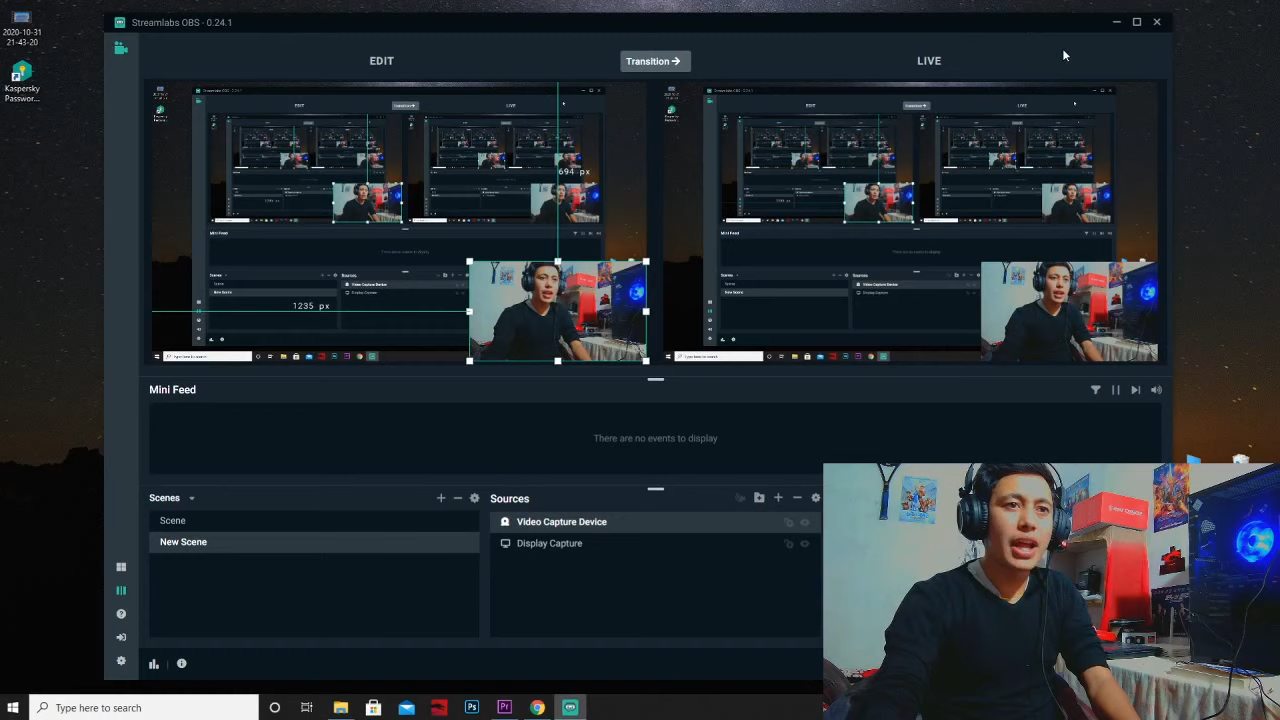 2020-10-31
21-43-20
Kaspersky
Passwor...
Streamlabs OBS - 0.24.1
EDIT
Transition
LIVE
694 px
1235 px
Mini Feed
There are no events to display
Scenes
Scene
New Scene
Sources
Video Capture Device
Display Capture
Type here to search